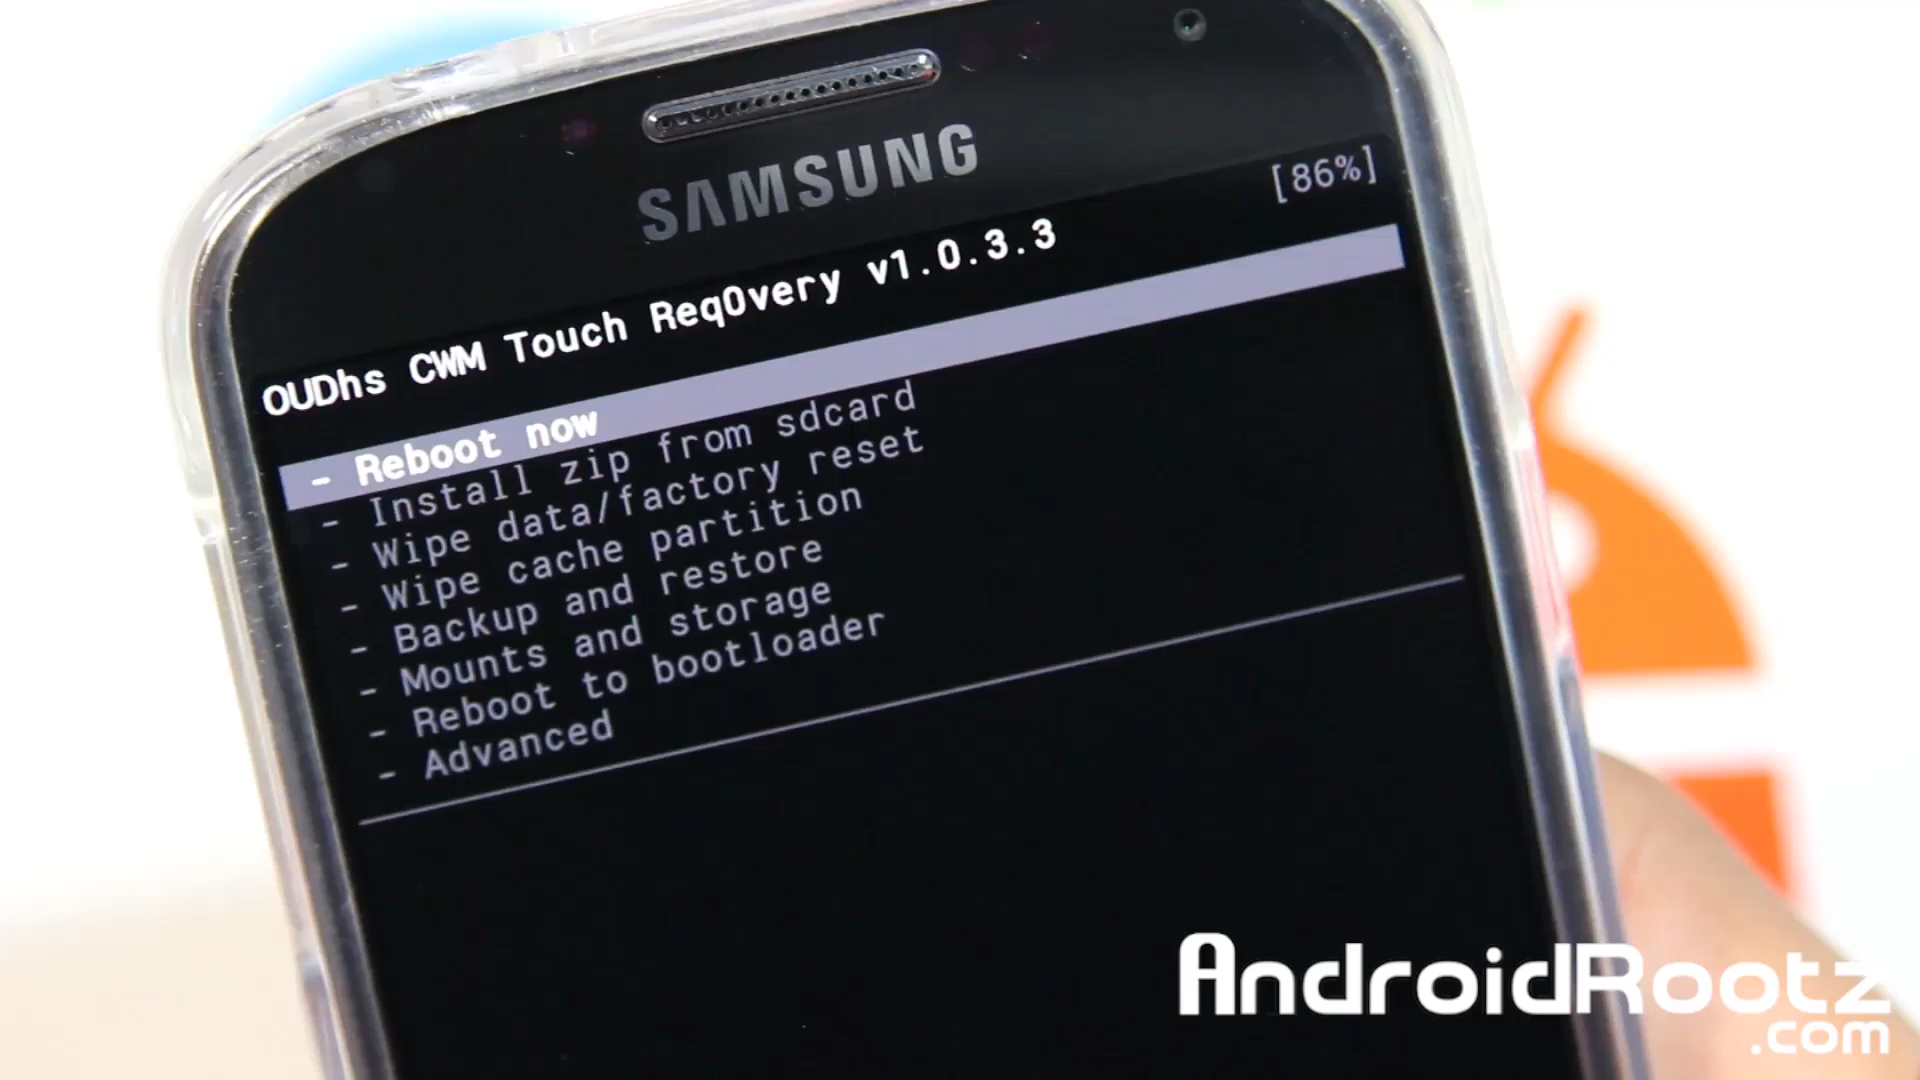 SAMSUNG
[86%]
OUDhs CWM Touch Req0very v1.0.3.3
- Reboot now
- Install zip from sdcard
- Wipe data/factory reset
- Wipe cache partition
- Backup and restore
- Mounts and storage
- Reboot to bootloader
- Advanced
AndroidRootz
.com